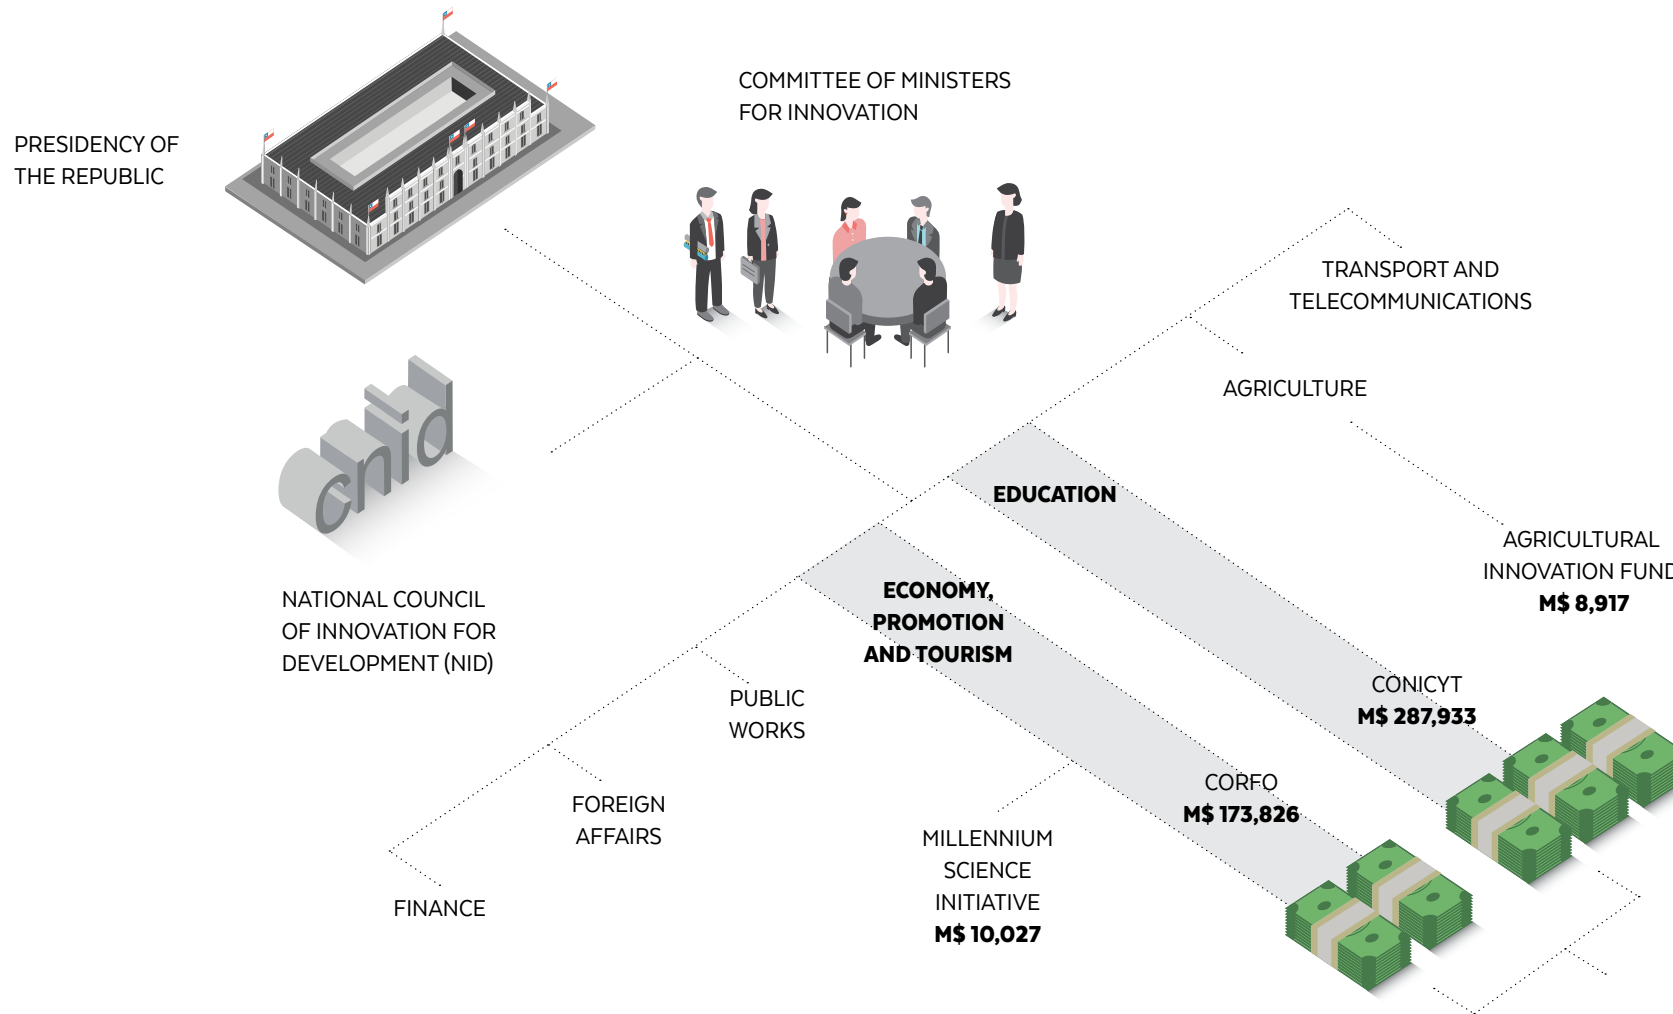 PRESIDENCY OF
THE REPUBLIC
COMMITTEE OF MINISTERS
FOR INNOVATION
cnid
NATIONAL COUNCIL
OF INNOVATION FOR
DEVELOPMENT (NID)
TRANSPORT AND
TELECOMMUNICATIONS
AGRICULTURE
AGRICULTURAL
INNOVATION FUND
M$ 8,917
EDUCATION
CONICYT
M$ 287,933
ECONOMY,
PROMOTION
AND TOURISM
CORFO
M$ 173,826
MILLENNIUM
SCIENCE
INITIATIVE
M$ 10,027
PUBLIC
WORKS
FOREIGN
AFFAIRS
FINANCE